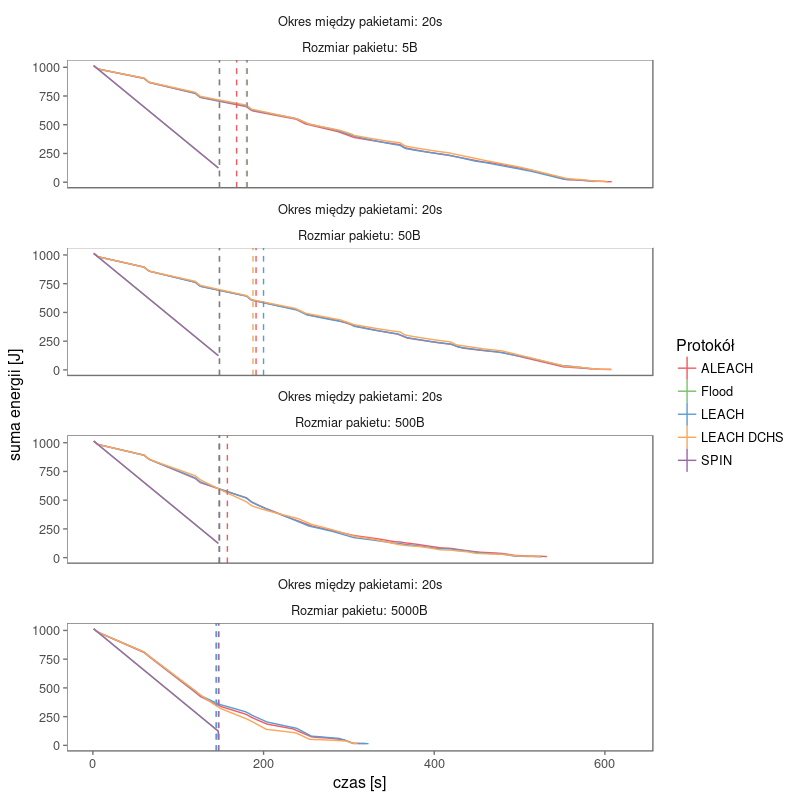 Okres między pakietami: 20s
Rozmiar pakietu: 5B
1000
750
500
250
0
Okres między pakietami: 20s
Rozmiar pakietu: 50B
1000
750
500
250
0
Okres między pakietami: 20s
Rozmiar pakietu: 500B
1000
750
500
250
0
Okres między pakietami: 20s
Rozmiar pakietu: 5000B
1000
750
500
250
0
0 200 400 600
czas [s]
suma energii [J]
Protokół
ALEACH
Flood
LEACH
LEACH DCHS
SPIN